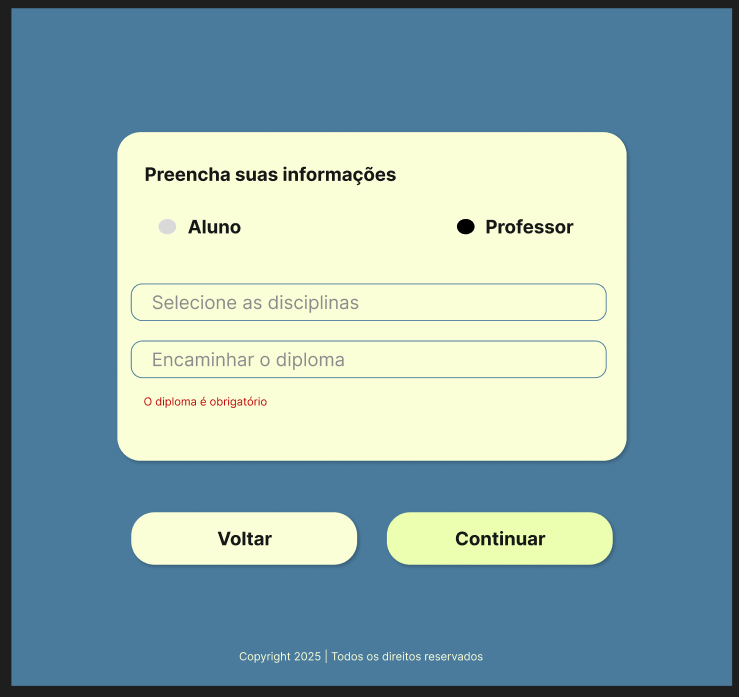 Preencha suas informações
Aluno
Professor
Selecione as disciplinas
Encaminhar o diploma
O diploma é obrigatório
Voltar
Continuar
Copyright 2025 | Todos os direitos reservados